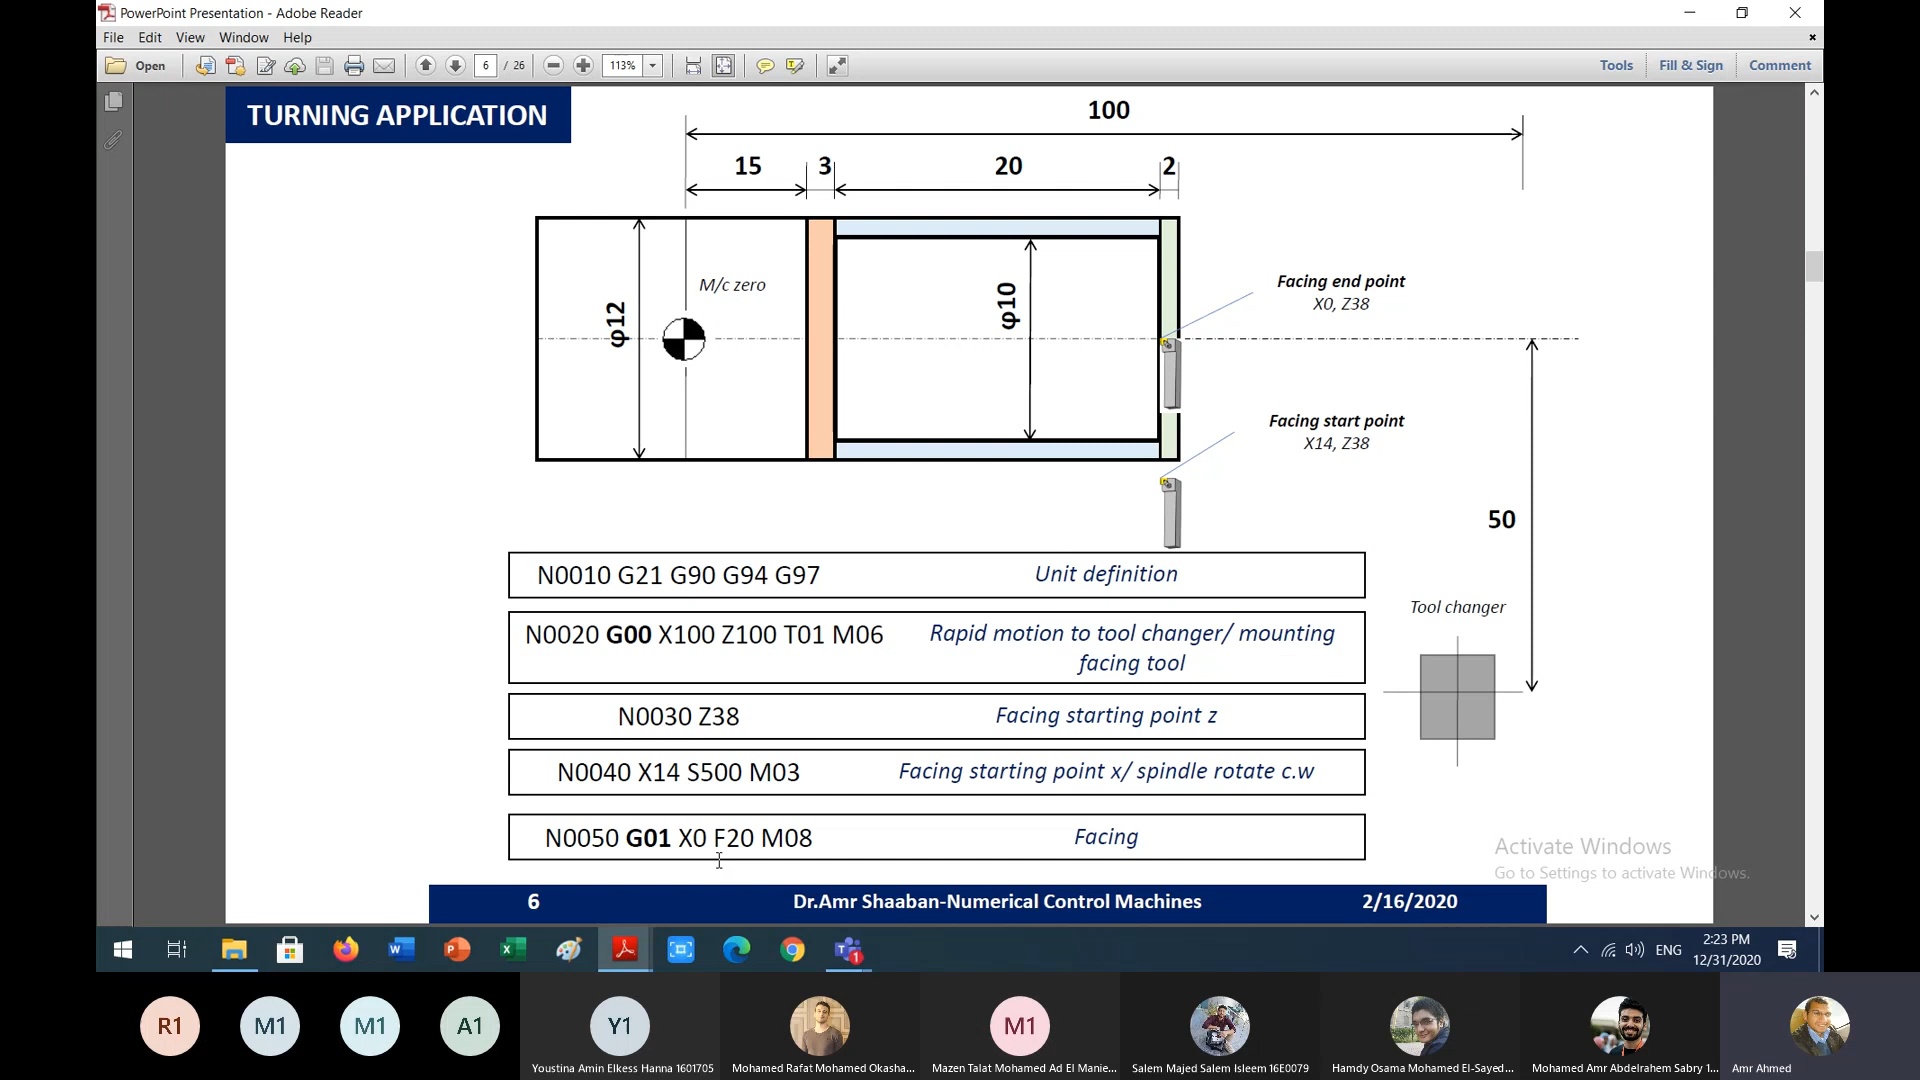 PowerPoint Presentation - Adobe Reader
File Edit View Window Help
Open 6 / 26 113% Tools Fill & Sign Comment
TURNING APPLICATION
100
15 3 20 2
M/c zero
φ12
φ10
Facing end point
X0, Z38
Facing start point
X14, Z38
50
Tool changer
N0010 G21 G90 G94 G97 Unit definition
N0020 G00 X100 Z100 T01 M06 Rapid motion to tool changer/ mounting
facing tool
N0030 Z38 Facing starting point z
N0040 X14 S500 M03 Facing starting point x/ spindle rotate c.w
N0050 G01 X0 F20 M08 Facing
Activate Windows
Go to Settings to activate Windows.
6 Dr.Amr Shaaban-Numerical Control Machines 2/16/2020
1
ENG
2:23 PM
12/31/2020
R1 M1 M1 A1 Y1 M1
Youstina Amin Elkess Hanna 1601705 Mohamed Rafat Mohamed Okasha... Mazen Talat Mohamed Ad El Manie... Salem Majed Salem Isleem 16E0079 Hamdy Osama Mohamed El-Sayed... Mohamed Amr Abdelrahem Sabry 1... Amr Ahmed